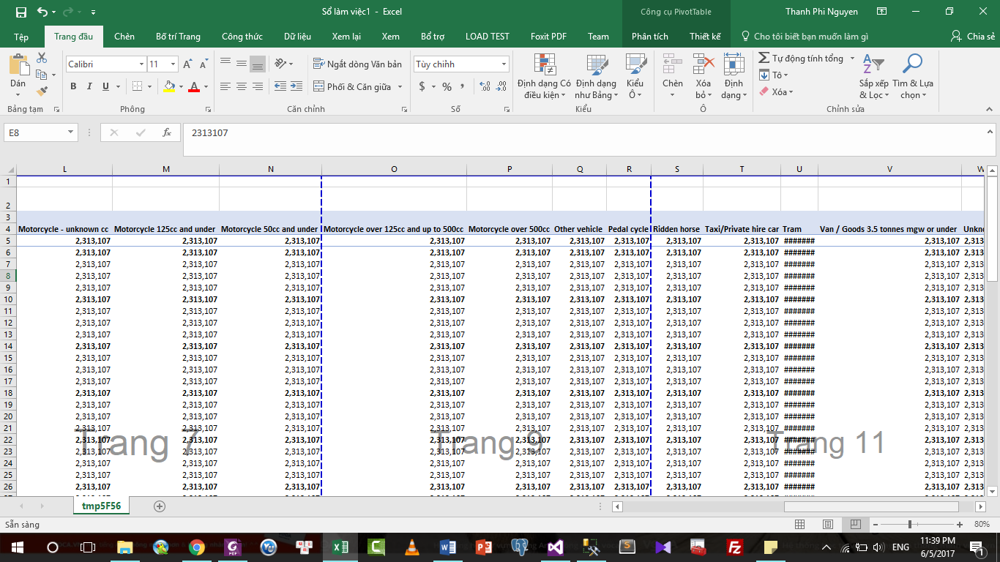 Sổ làm việc1 - Excel
Công cụ PivotTable
Thanh Phi Nguyen
Tệp Trang đầu Chèn Bố trí Trang Công thức Dữ liệu Xem lại Xem Bổ trợ LOAD TEST Foxit PDF Team Phân tích Thiết kế Cho tôi biết bạn muốn làm gì Chia sẻ
Dán
Calibri 11
B I U
Ngắt dòng Văn bản
Phối & Căn giữa
Tùy chỉnh
$ % ,
Định dạng Có điều kiện
Định dạng như Bảng
Kiểu Ô
Chèn
Xóa bỏ
Định dạng
Tự động tính tổng
Tô
Xóa
Sắp xếp & Lọc
Tìm & Lựa chọn
Bảng tạm Phông Căn chỉnh Số Kiểu Ô Chỉnh sửa
E8 fx 2313107
L M N O P Q R S T U V W
1
2
3
4 Motorcycle - unknown cc Motorcycle 125cc and under Motorcycle 50cc and under Motorcycle over 125cc and up to 500cc Motorcycle over 500cc Other vehicle Pedal cycle Ridden horse Taxi/Private hire car Tram Van / Goods 3.5 tonnes mgw or under Unkn
5 2,313,107 2,313,107 2,313,107 2,313,107 2,313,107 2,313,107 2,313,107 2,313,107 2,313,107 ####### 2,313,107 2,313
6 2,313,107 2,313,107 2,313,107 2,313,107 2,313,107 2,313,107 2,313,107 2,313,107 2,313,107 ####### 2,313,107 2,313
7 2,313,107 2,313,107 2,313,107 2,313,107 2,313,107 2,313,107 2,313,107 2,313,107 2,313,107 ####### 2,313,107 2,313
8 2,313,107 2,313,107 2,313,107 2,313,107 2,313,107 2,313,107 2,313,107 2,313,107 2,313,107 ####### 2,313,107 2,313
9 2,313,107 2,313,107 2,313,107 2,313,107 2,313,107 2,313,107 2,313,107 2,313,107 2,313,107 ####### 2,313,107 2,313
10 2,313,107 2,313,107 2,313,107 2,313,107 2,313,107 2,313,107 2,313,107 2,313,107 2,313,107 ####### 2,313,107 2,313
11 2,313,107 2,313,107 2,313,107 2,313,107 2,313,107 2,313,107 2,313,107 2,313,107 2,313,107 ####### 2,313,107 2,313
12 2,313,107 2,313,107 2,313,107 2,313,107 2,313,107 2,313,107 2,313,107 2,313,107 2,313,107 ####### 2,313,107 2,313
13 2,313,107 2,313,107 2,313,107 2,313,107 2,313,107 2,313,107 2,313,107 2,313,107 2,313,107 ####### 2,313,107 2,313
14 2,313,107 2,313,107 2,313,107 2,313,107 2,313,107 2,313,107 2,313,107 2,313,107 2,313,107 ####### 2,313,107 2,313
15 2,313,107 2,313,107 2,313,107 2,313,107 2,313,107 2,313,107 2,313,107 2,313,107 2,313,107 ####### 2,313,107 2,313
16 2,313,107 2,313,107 2,313,107 2,313,107 2,313,107 2,313,107 2,313,107 2,313,107 2,313,107 ####### 2,313,107 2,313
17 2,313,107 2,313,107 2,313,107 2,313,107 2,313,107 2,313,107 2,313,107 2,313,107 2,313,107 ####### 2,313,107 2,313
18 2,313,107 2,313,107 2,313,107 2,313,107 2,313,107 2,313,107 2,313,107 2,313,107 2,313,107 ####### 2,313,107 2,313
19 2,313,107 2,313,107 2,313,107 2,313,107 2,313,107 2,313,107 2,313,107 2,313,107 2,313,107 ####### 2,313,107 2,313
20 2,313,107 2,313,107 2,313,107 2,313,107 2,313,107 2,313,107 2,313,107 2,313,107 2,313,107 ####### 2,313,107 2,313
21 2,313,107 2,313,107 2,313,107 2,313,107 2,313,107 2,313,107 2,313,107 2,313,107 2,313,107 ####### 2,313,107 2,313
22 2,313,107 2,313,107 2,313,107 2,313,107 2,313,107 2,313,107 2,313,107 2,313,107 2,313,107 ####### 2,313,107 2,313
Trang 7 Trang 9 Trang 11
23 2,313,107 2,313,107 2,313,107 2,313,107 2,313,107 2,313,107 2,313,107 2,313,107 2,313,107 ####### 2,313,107 2,313
24 2,313,107 2,313,107 2,313,107 2,313,107 2,313,107 2,313,107 2,313,107 2,313,107 2,313,107 ####### 2,313,107 2,313
25 2,313,107 2,313,107 2,313,107 2,313,107 2,313,107 2,313,107 2,313,107 2,313,107 2,313,107 ####### 2,313,107 2,313
26 2,313,107 2,313,107 2,313,107 2,313,107 2,313,107 2,313,107 2,313,107 2,313,107 2,313,107 ####### 2,313,107 2,313
tmp5F56
Sẵn sàng
80%
ENG
11:39 PM
6/5/2017